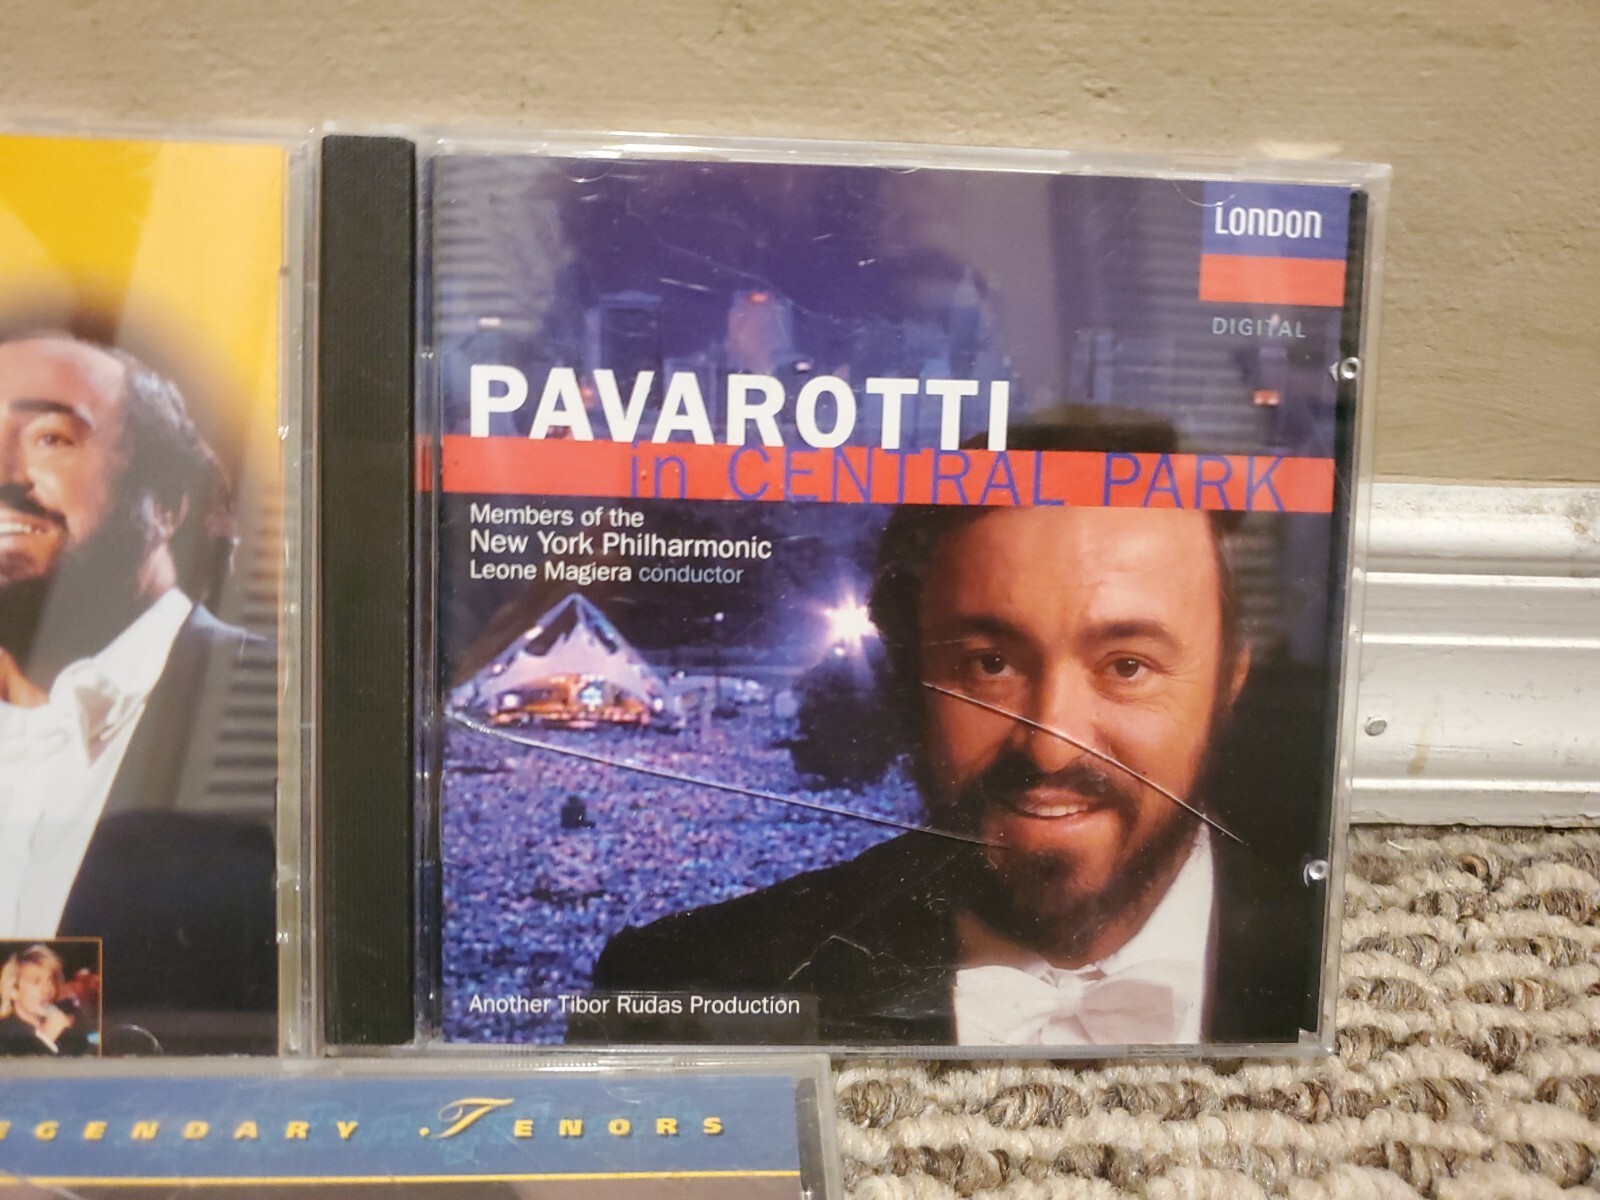 LONDON
DIGITAL
PAVAROTTI
in CENTRAL PARK
Members of the
New York Philharmonic
Leone Magiera conductor
Another Tibor Rudas Production
EGENDARY TENORS